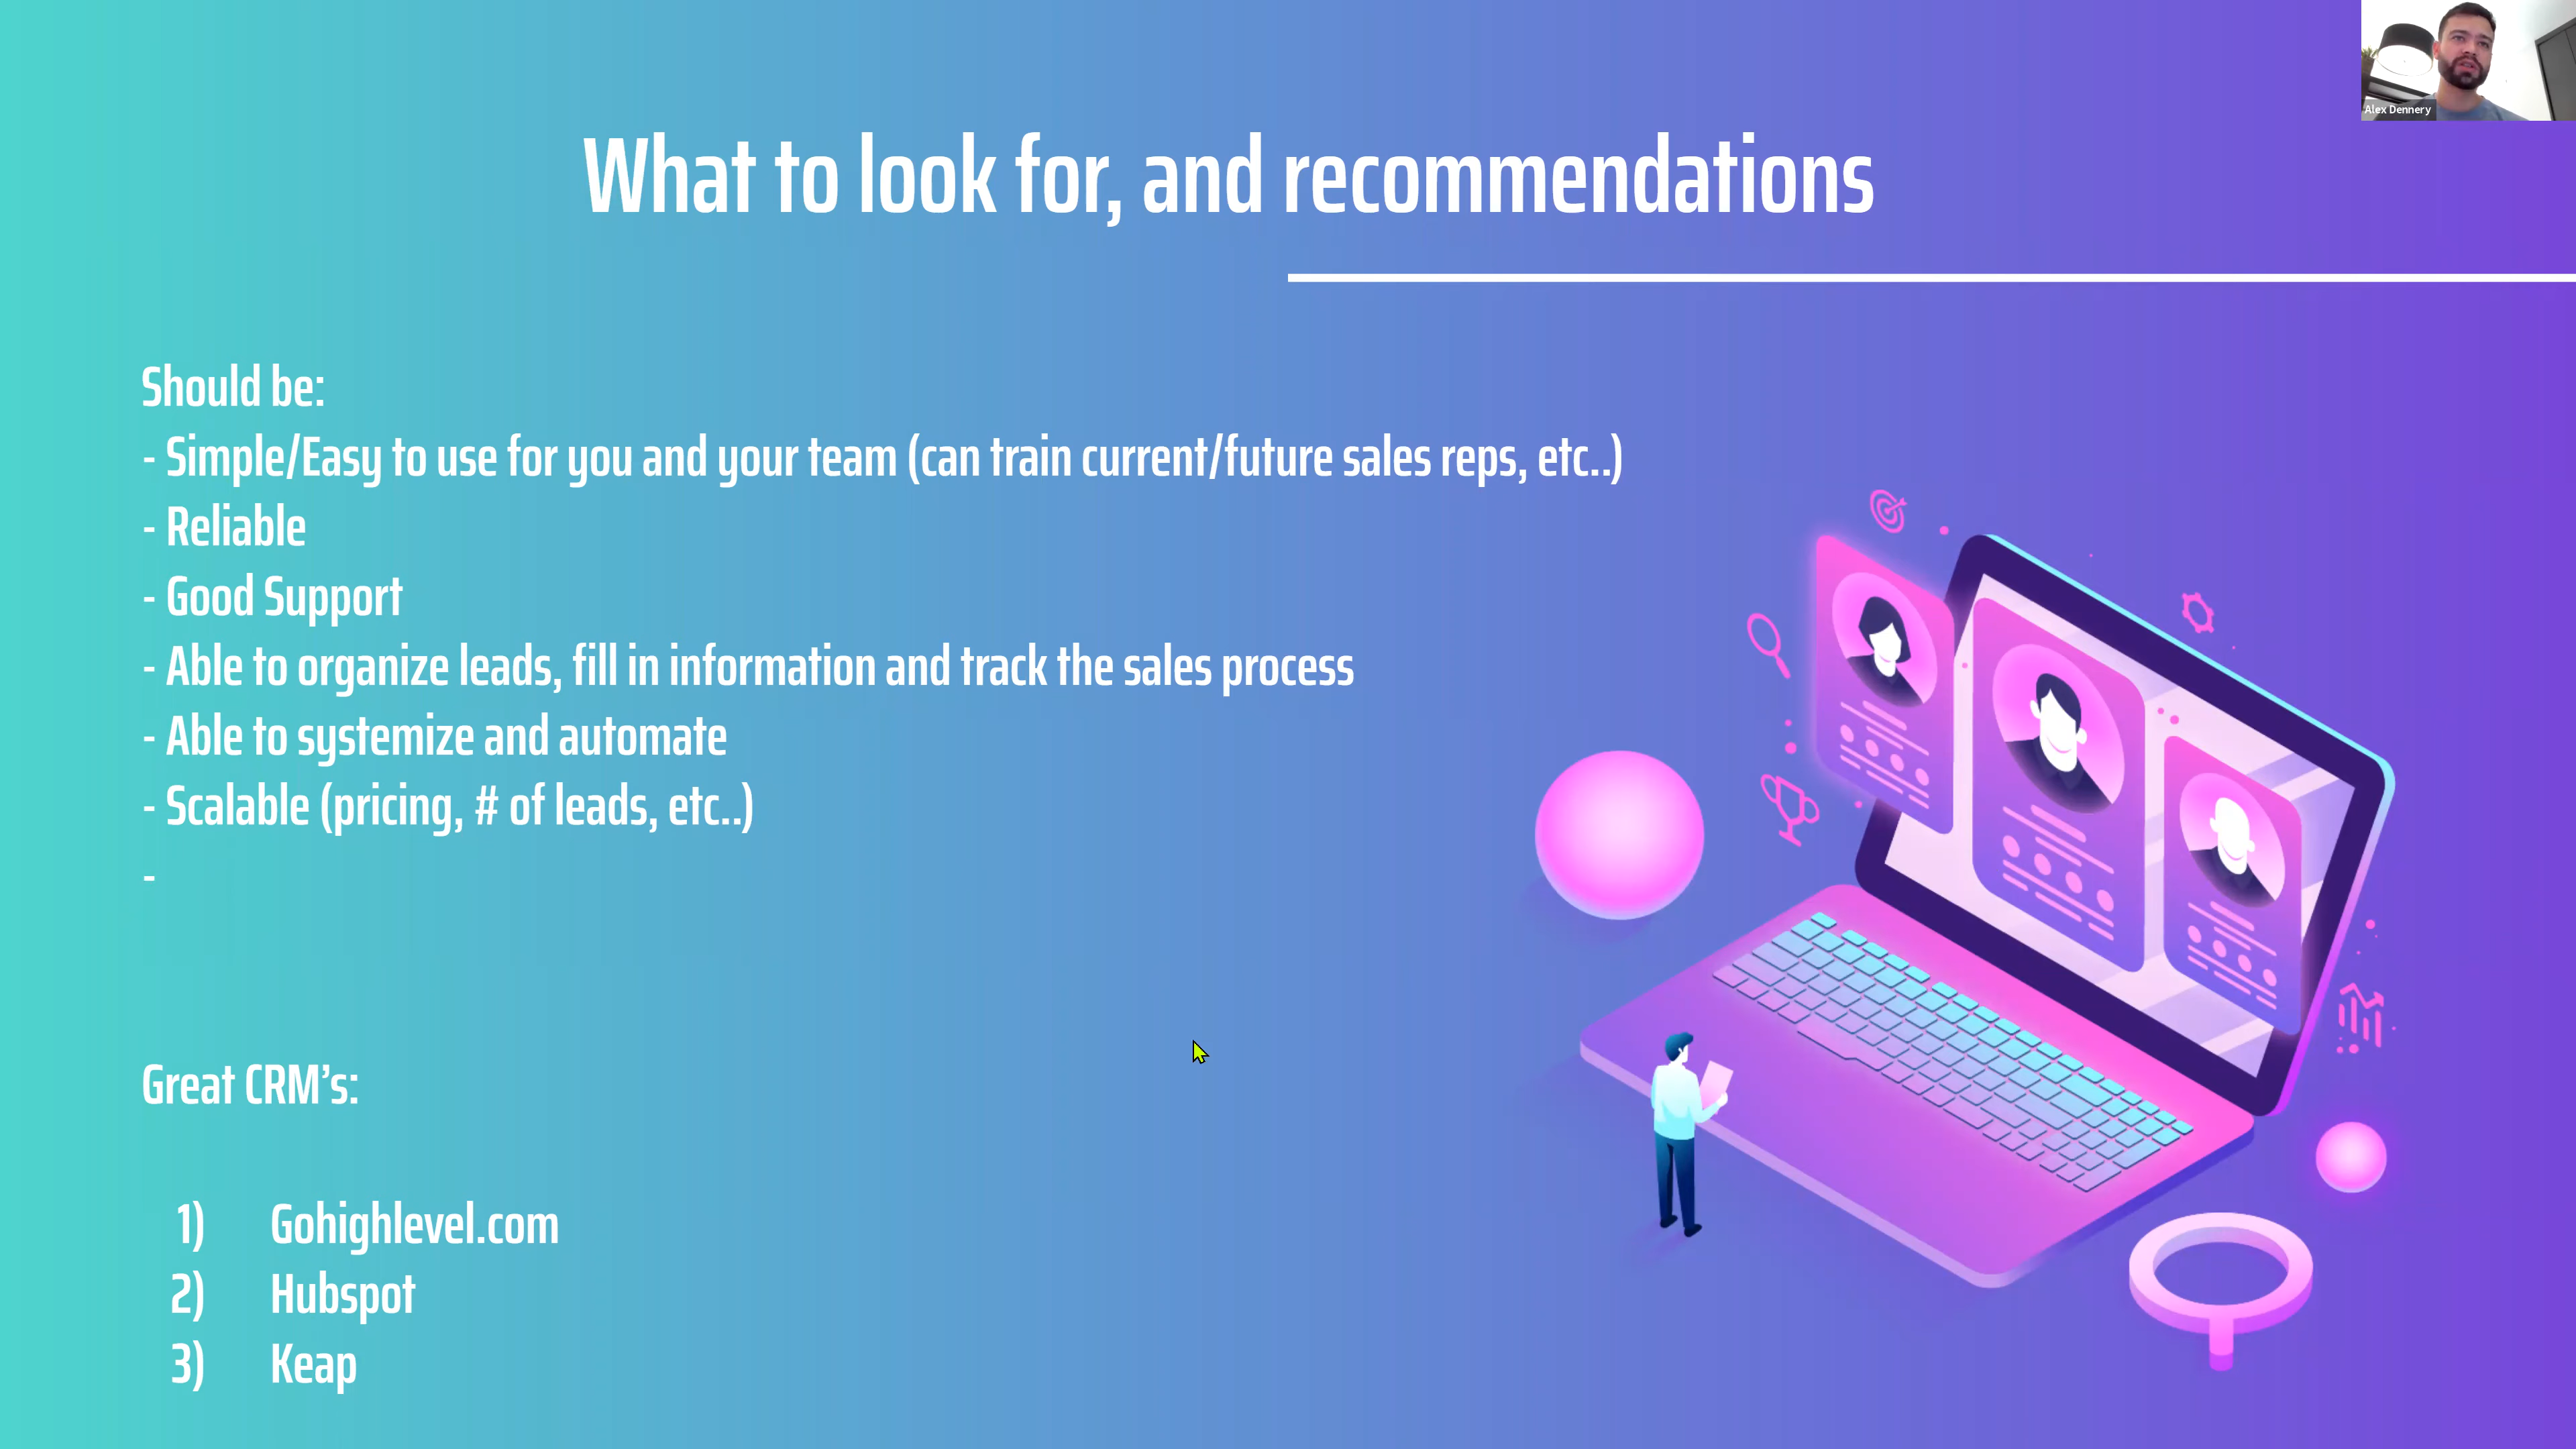 Alex Dennery
What to look for, and recommendations
Should be:
- Simple/Easy to use for you and your team (can train current/future sales reps, etc..)
- Reliable
- Good Support
- Able to organize leads, fill in information and track the sales process
- Able to systemize and automate
- Scalable (pricing, # of leads, etc..)
-
Great CRM’s:
1) Gohighlevel.com
2) Hubspot
3) Keap